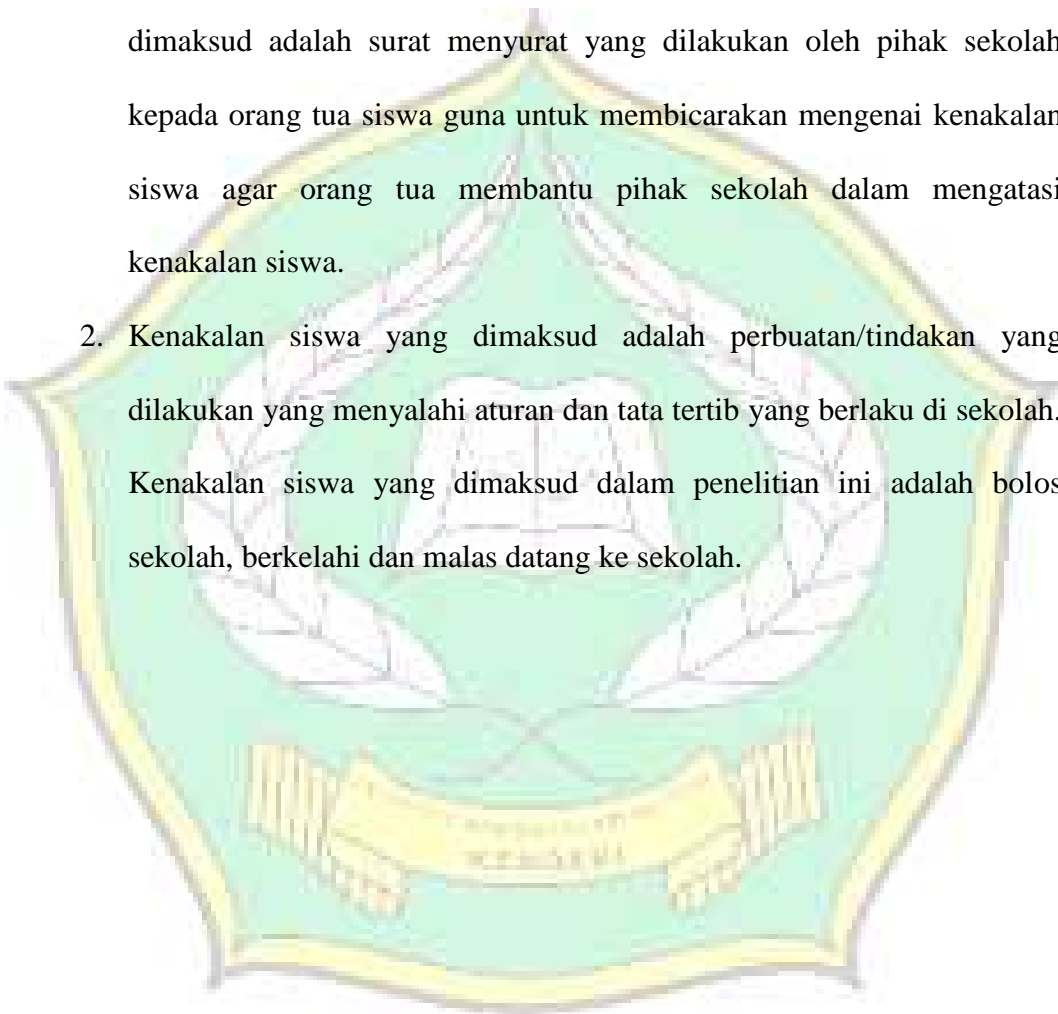 dimaksud adalah surat menyurat yang dilakukan oleh pihak sekolah
kepada orang tua siswa guna untuk membicarakan mengenai kenakalan
siswa agar orang tua membantu pihak sekolah dalam mengatasi
kenakalan siswa.
2. Kenakalan siswa yang dimaksud adalah perbuatan/tindakan yang
dilakukan yang menyalahi aturan dan tata tertib yang berlaku di sekolah.
Kenakalan siswa yang dimaksud dalam penelitian ini adalah bolos
sekolah, berkelahi dan malas datang ke sekolah.
KENDARI